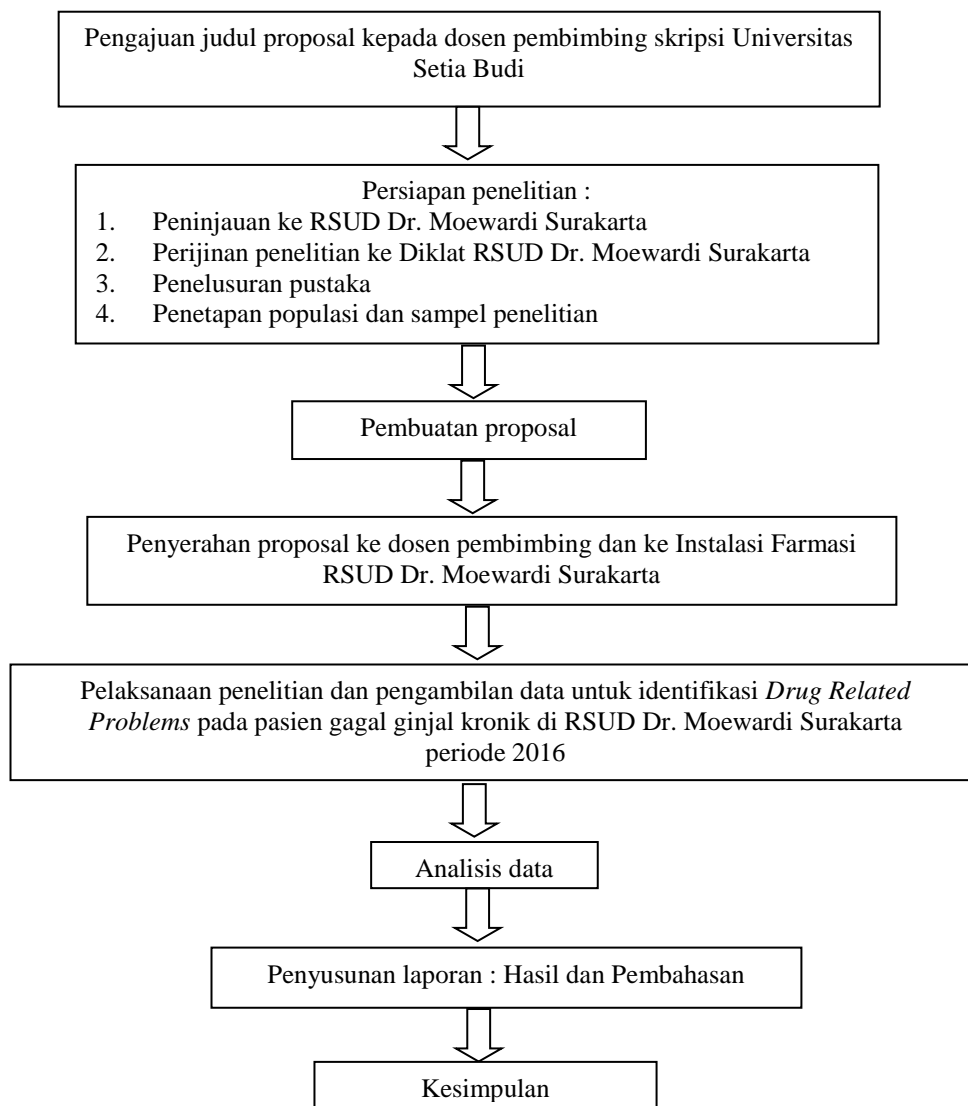 Pengajuan judul proposal kepada dosen pembimbing skripsi Universitas
Setia Budi
Persiapan penelitian :
1. Peninjauan ke RSUD Dr. Moewardi Surakarta
2. Perijinan penelitian ke Diklat RSUD Dr. Moewardi Surakarta
3. Penelusuran pustaka
4. Penetapan populasi dan sampel penelitian
Pembuatan proposal
Penyerahan proposal ke dosen pembimbing dan ke Instalasi Farmasi
RSUD Dr. Moewardi Surakarta
Pelaksanaan penelitian dan pengambilan data untuk identifikasi Drug Related
Problems pada pasien gagal ginjal kronik di RSUD Dr. Moewardi Surakarta
periode 2016
Analisis data
Penyusunan laporan : Hasil dan Pembahasan
Kesimpulan